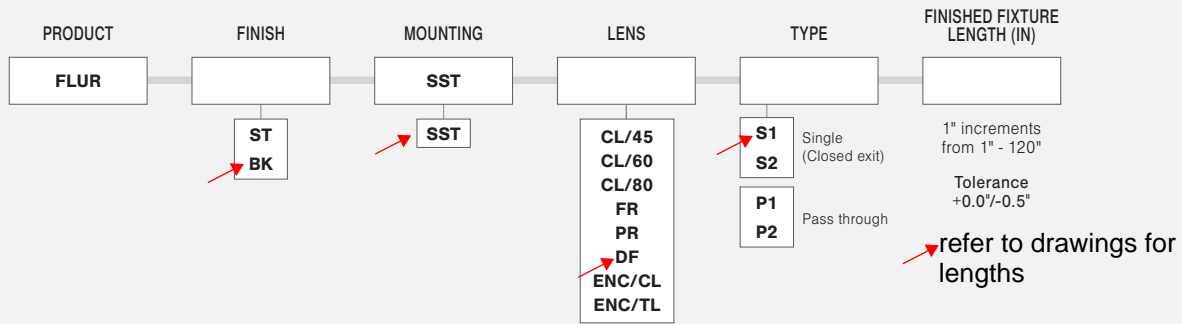 PRODUCT
FINISH
MOUNTING
LENS
TYPE
FINISHED FIXTURE
LENGTH (IN)
FLUR
SST
ST
BK
SST
CL/45
CL/60
CL/80
FR
PR
DF
ENC/CL
ENC/TL
S1
S2
Single
(Closed exit)
P1
P2
Pass through
1" increments
from 1" - 120"
Tolerance
+0.0"/-0.5"
refer to drawings for
lengths